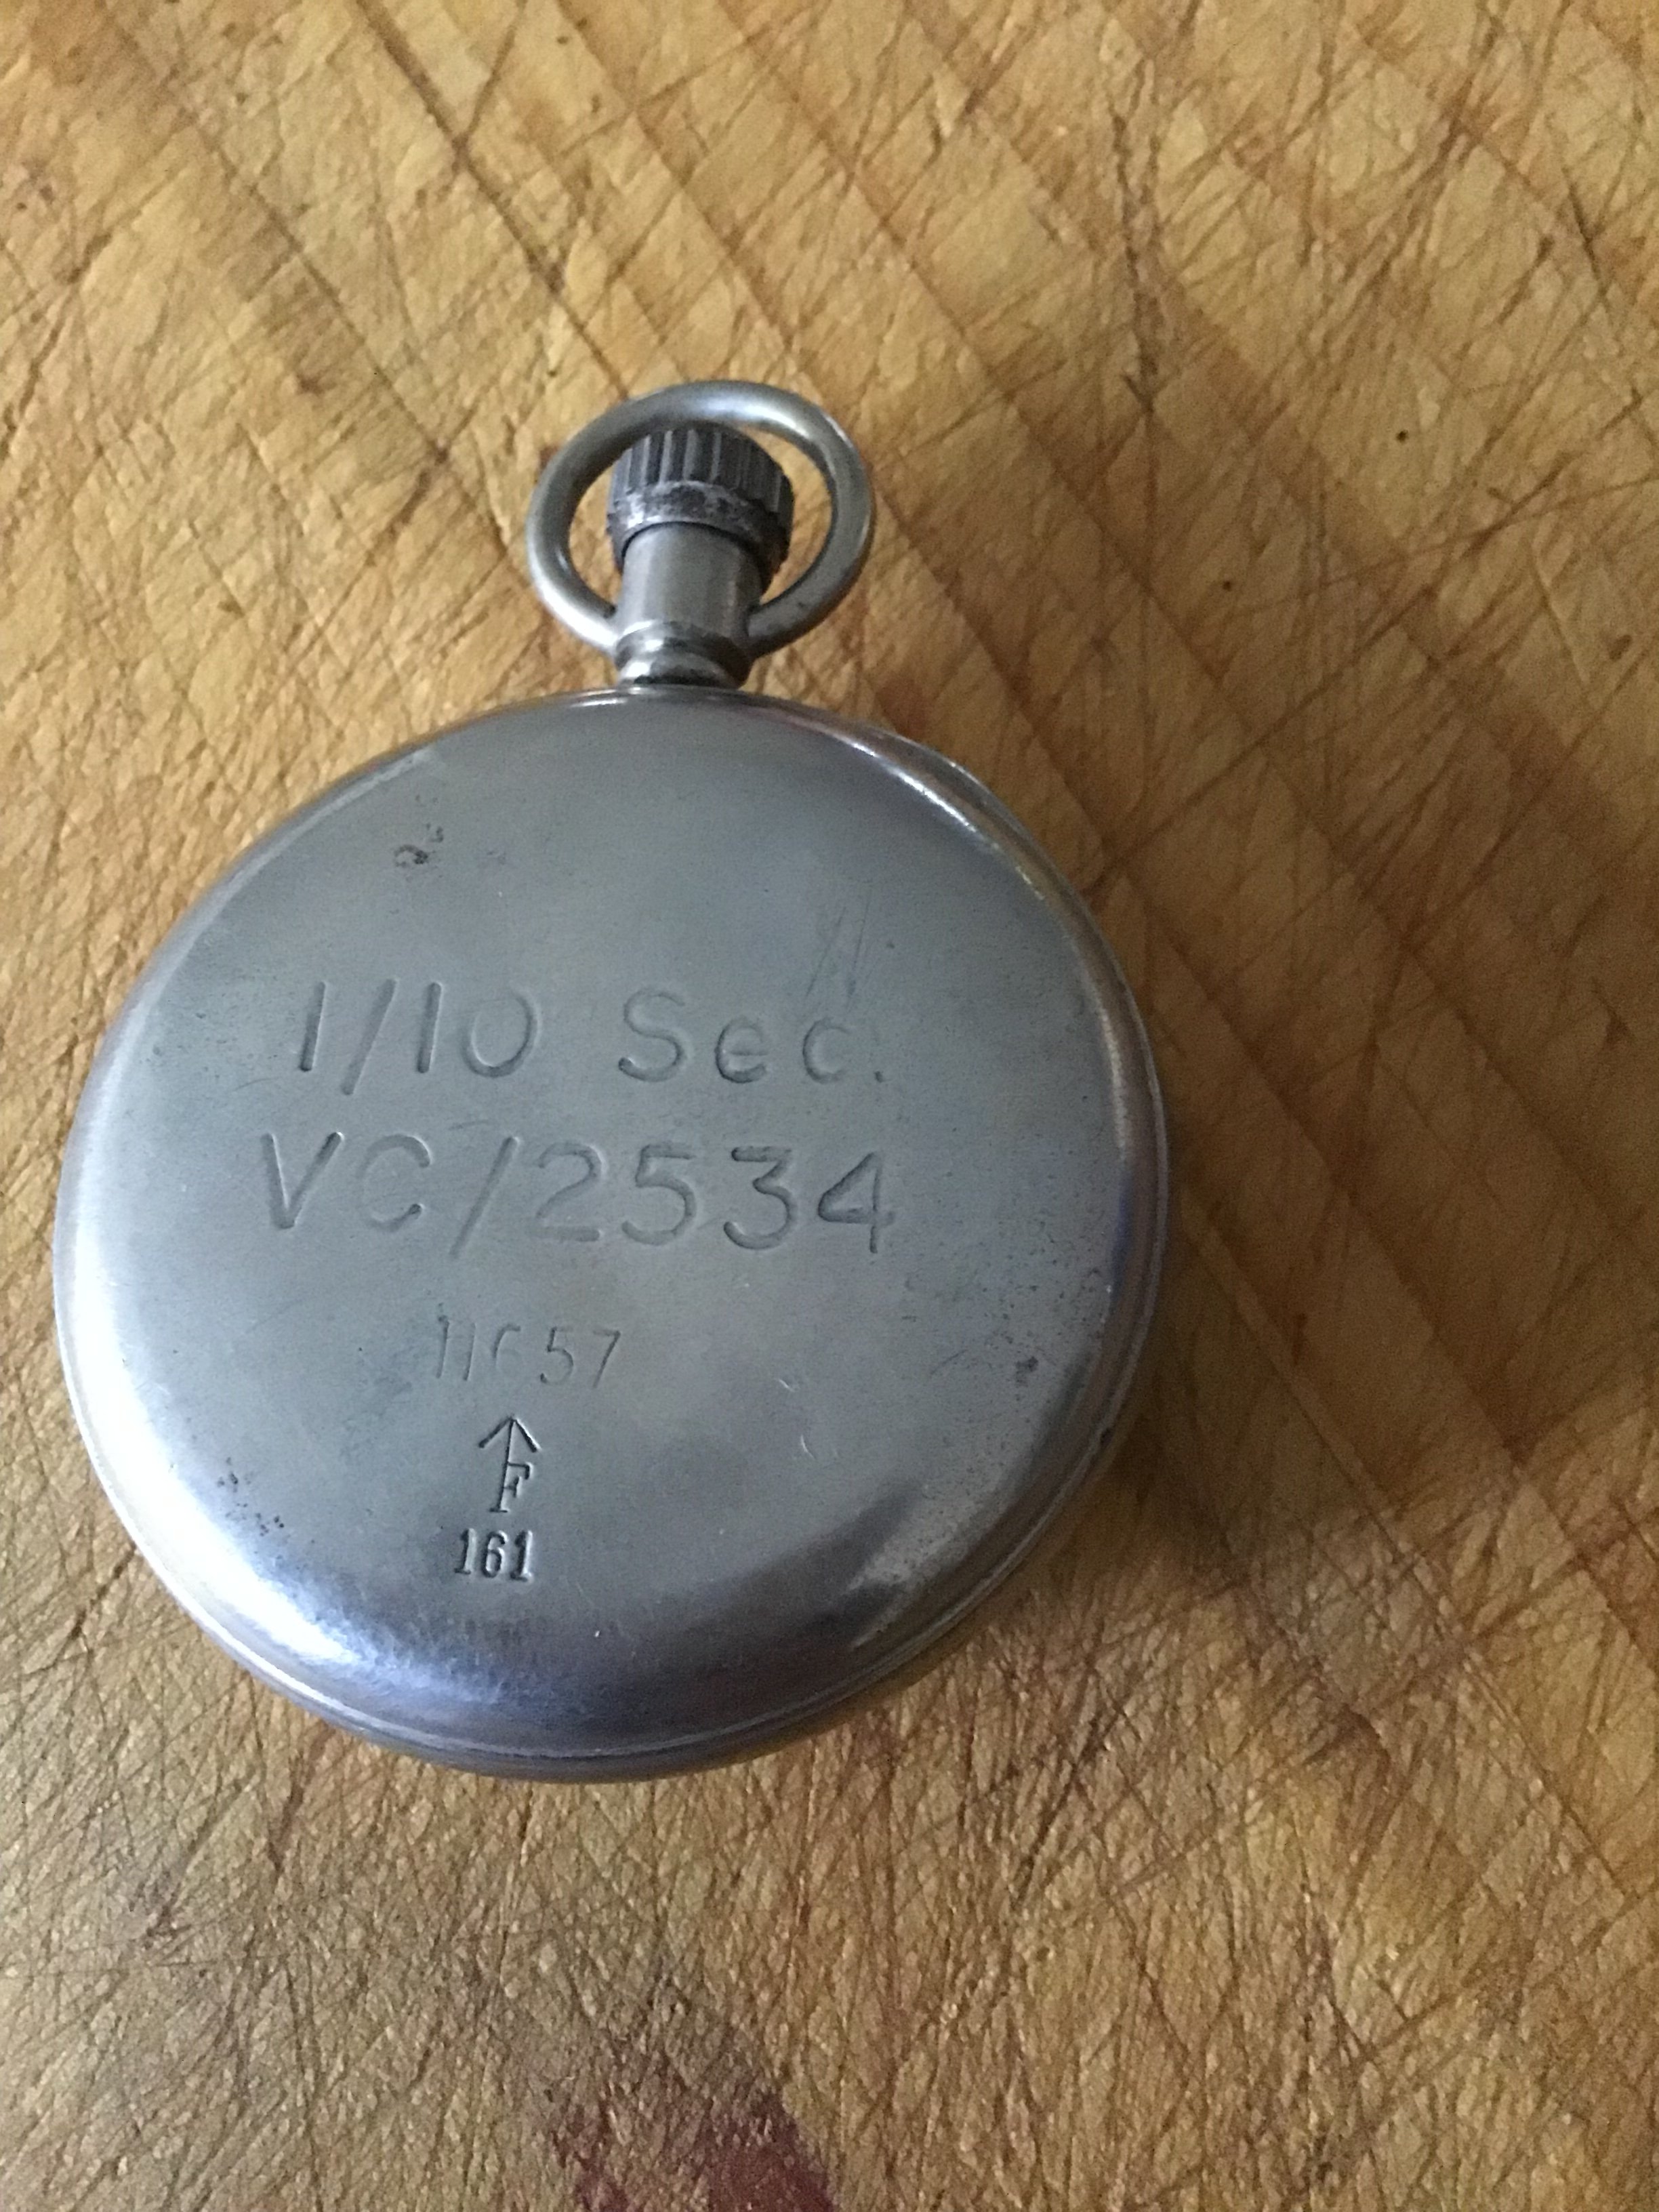 1/10 Sec.
VC/2534
11657
↑
F
161